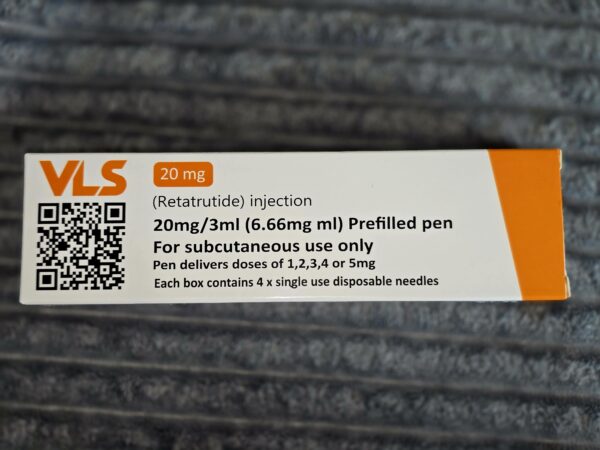 VLS
20 mg
(Retatrutide) injection
20mg/3ml (6.66mg ml) Prefilled pen
For subcutaneous use only
Pen delivers doses of 1,2,3,4 or 5mg
Each box contains 4 x single use disposable needles